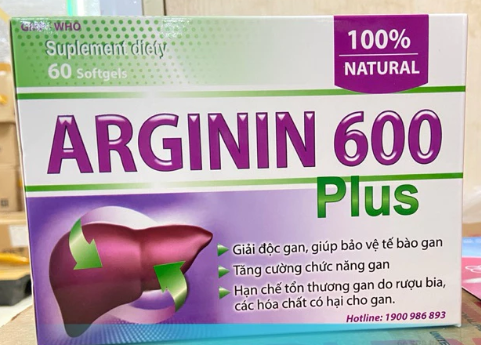 GMP - WHO
Suplement diety
60 Softgels
100%
NATURAL
ARGININ 600
Plus
Giải độc gan, giúp bảo vệ tế bào gan
Tăng cường chức năng gan
Hạn chế tổn thương gan do rượu bia,
các hóa chất có hại cho gan.
Hotline: 1900 986 893